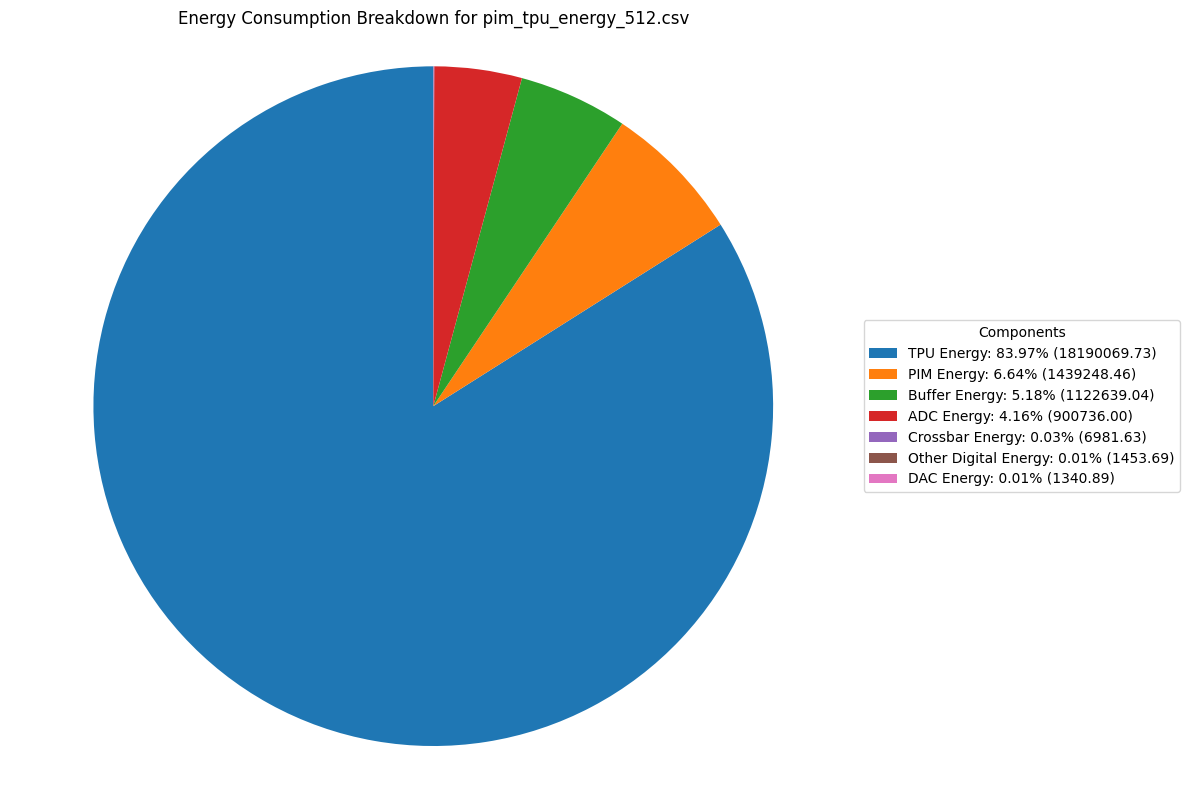 Energy Consumption Breakdown for pim_tpu_energy_512.csv
Components
TPU Energy: 83.97% (18190069.73)
PIM Energy: 6.64% (1439248.46)
Buffer Energy: 5.18% (1122639.04)
ADC Energy: 4.16% (900736.00)
Crossbar Energy: 0.03% (6981.63)
Other Digital Energy: 0.01% (1453.69)
DAC Energy: 0.01% (1340.89)